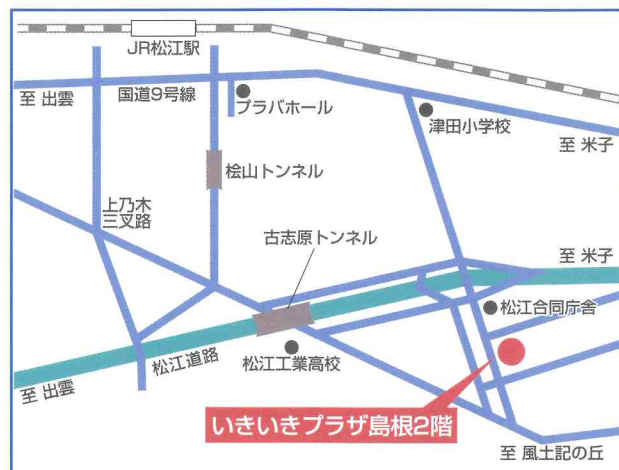 JR松江駅
至 出雲
国道9号線
プラバホール
津田小学校
至 米子
桧山トンネル
上乃木
三叉路
古志原トンネル
至 米子
松江合同庁舎
松江道路
松江工業高校
至 出雲
いきいきプラザ島根2階
至 風土記の丘